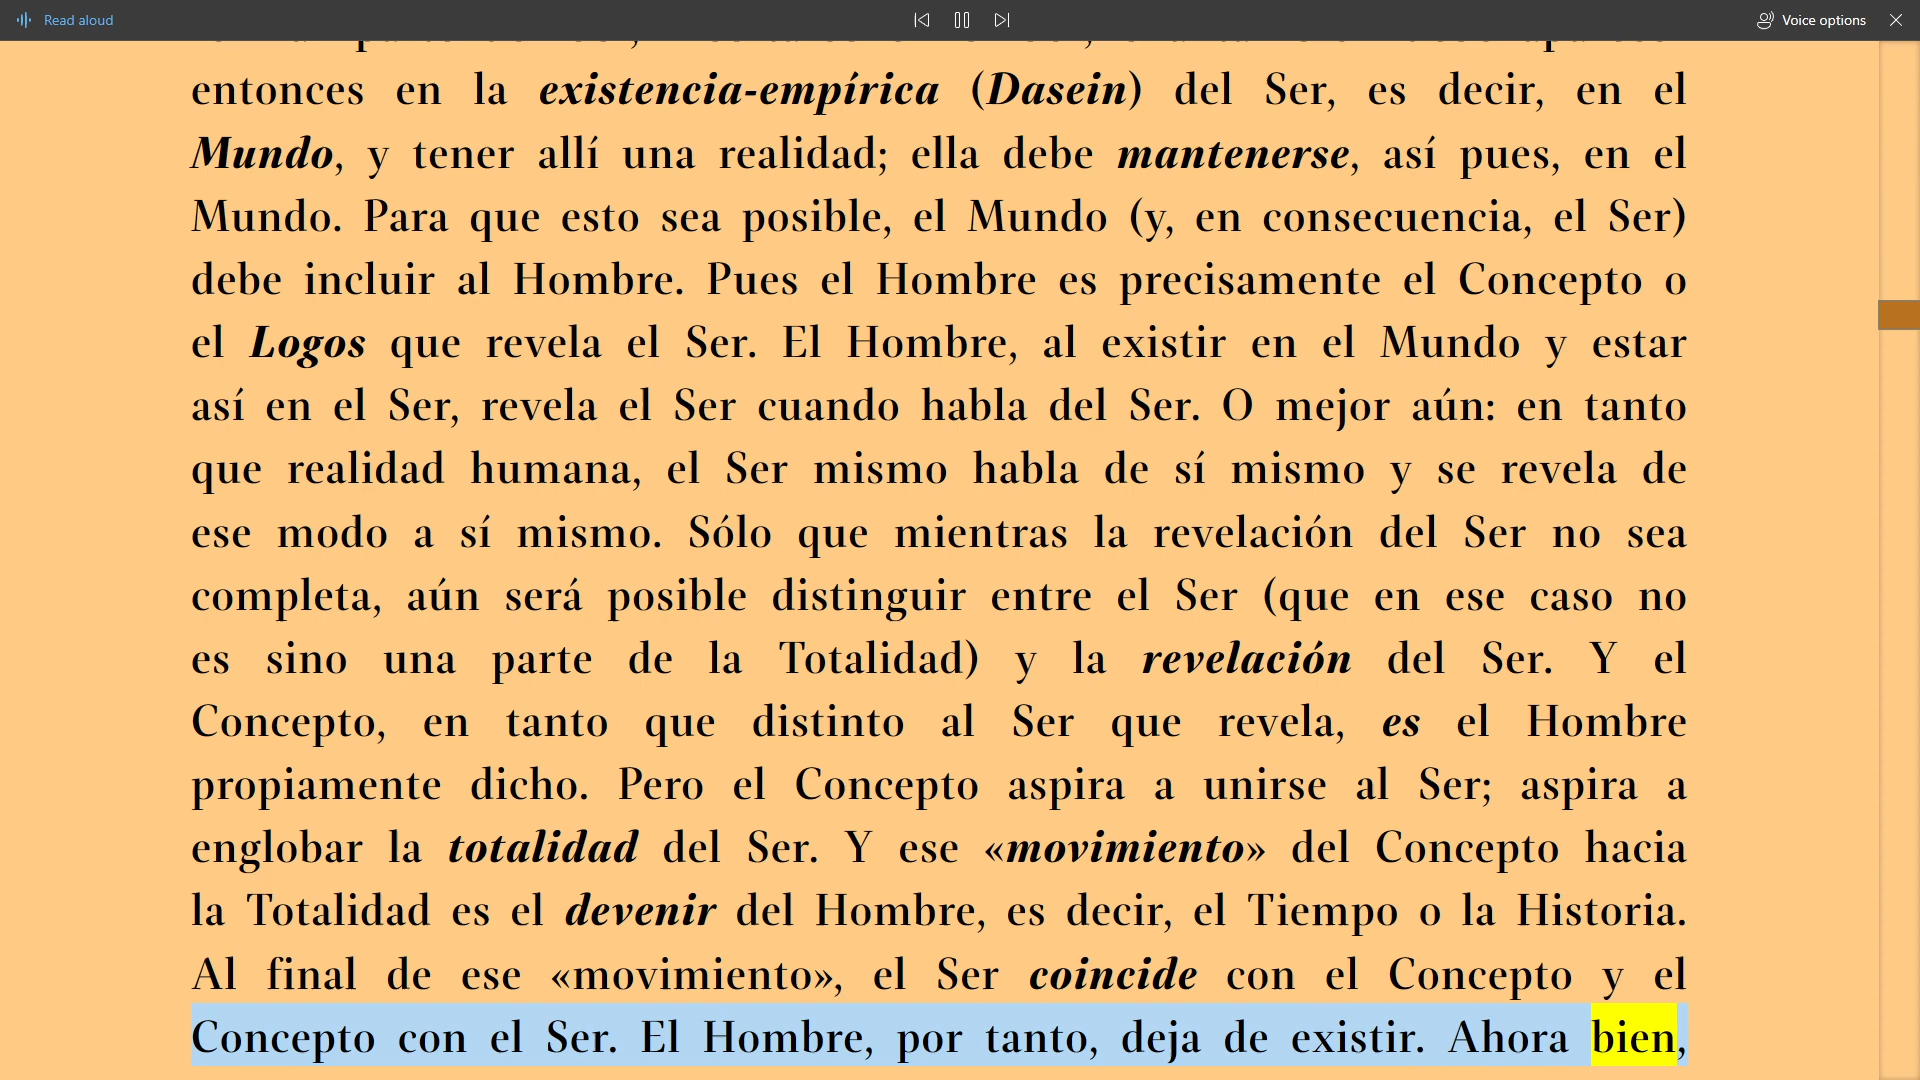 Read aloud
Voice options
entonces en la existencia-empírica (Dasein) del Ser, es decir, en el
Mundo, y tener allí una realidad; ella debe mantenerse, así pues, en el
Mundo. Para que esto sea posible, el Mundo (y, en consecuencia, el Ser)
debe incluir al Hombre. Pues el Hombre es precisamente el Concepto o
el Logos que revela el Ser. El Hombre, al existir en el Mundo y estar
así en el Ser, revela el Ser cuando habla del Ser. O mejor aún: en tanto
que realidad humana, el Ser mismo habla de sí mismo y se revela de
ese modo a sí mismo. Sólo que mientras la revelación del Ser no sea
completa, aún será posible distinguir entre el Ser (que en ese caso no
es sino una parte de la Totalidad) y la revelación del Ser. Y el
Concepto, en tanto que distinto al Ser que revela, es el Hombre
propiamente dicho. Pero el Concepto aspira a unirse al Ser; aspira a
englobar la totalidad del Ser. Y ese «movimiento» del Concepto hacia
la Totalidad es el devenir del Hombre, es decir, el Tiempo o la Historia.
Al final de ese «movimiento», el Ser coincide con el Concepto y el
Concepto con el Ser. El Hombre, por tanto, deja de existir. Ahora bien,